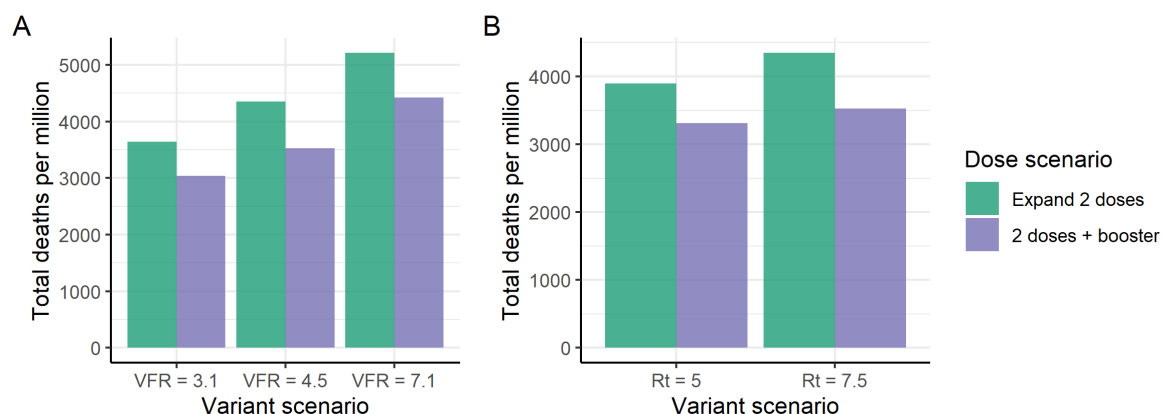 A
Total deaths per million
5000
4000
3000
2000
1000
0
VFR = 3.1
VFR = 4.5
VFR = 7.1
Variant scenario
B
Total deaths per million
4000
3000
2000
1000
0
Rt = 5
Rt = 7.5
Variant scenario
Dose scenario
Expand 2 doses
2 doses + booster